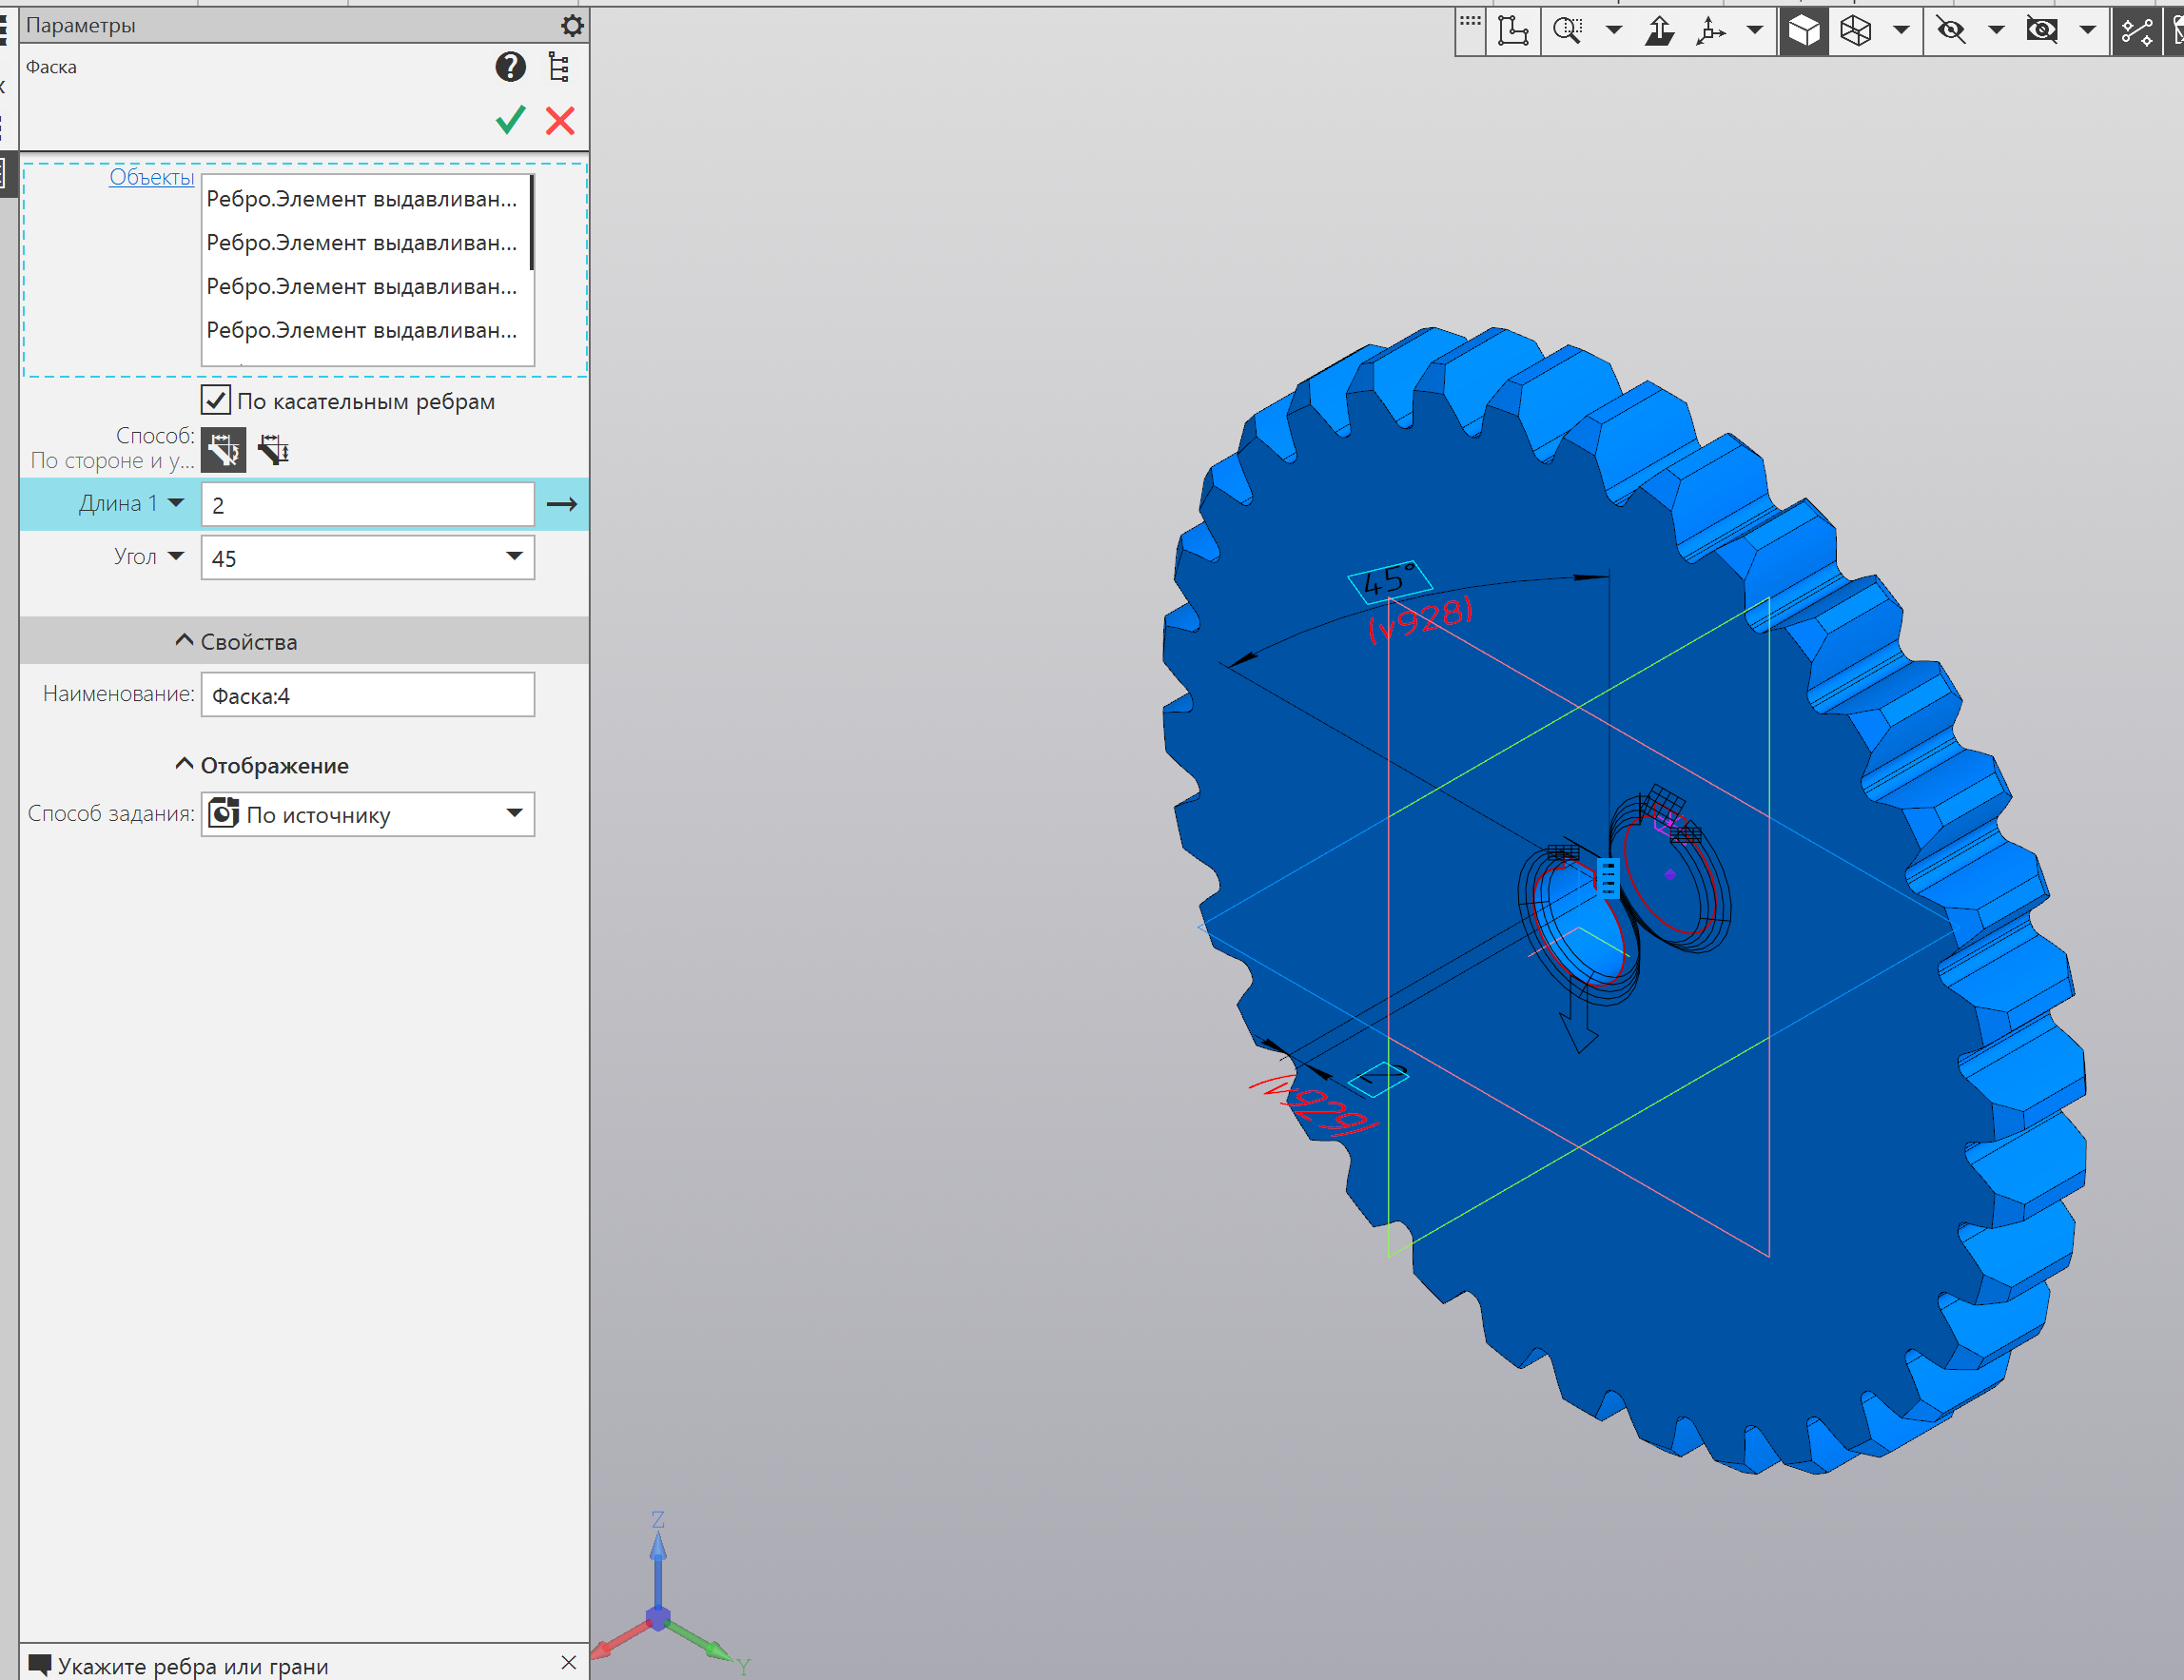 Параметры
Фаска
Объекты
Ребро.Элемент выдавливан...
Ребро.Элемент выдавливан...
Ребро.Элемент выдавливан...
Ребро.Элемент выдавливан...
По касательным ребрам
Способ:
По стороне и у...
Длина 1
2
Угол
45
Свойства
Наименование:
Фаска:4
Отображение
Способ задания:
По источнику
Укажите ребра или грани
45°
(v928)
2
Z
Y